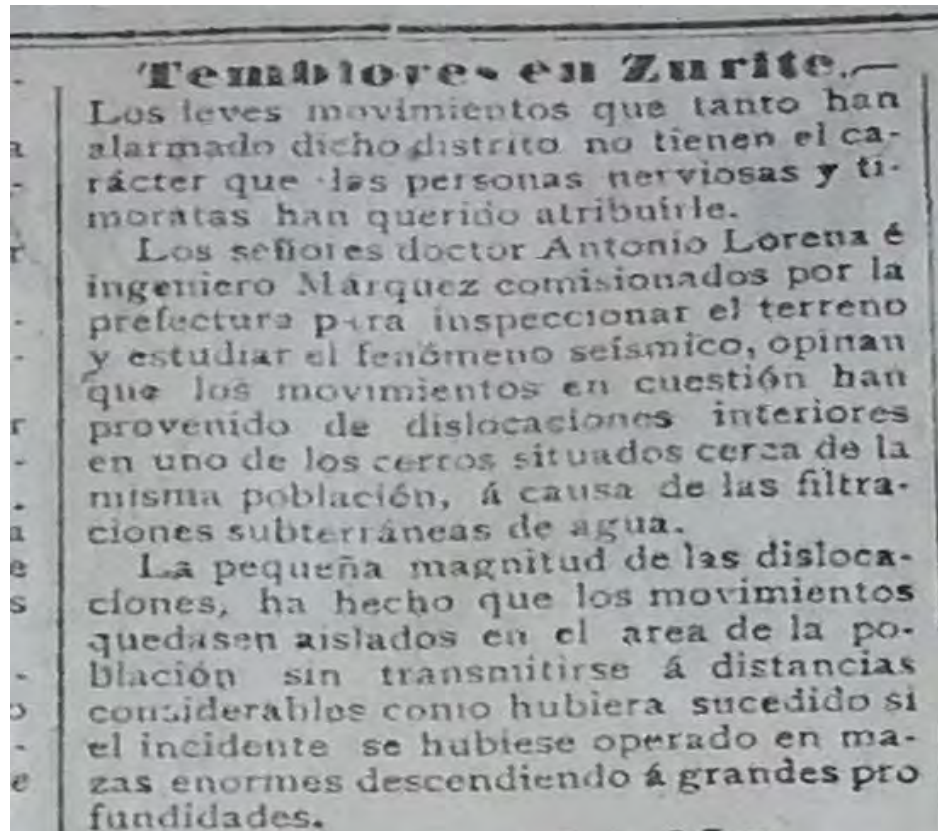 Temblores en Zurite.—
Los leves movimientos que tanto han
alarmado dicho distrito no tienen el ca-
rácter que las personas nerviosas y ti-
moratas han querido atribuírle.
Los señores doctor Antonio Lorena é
ingeniero Márquez comisionados por la
prefectura para inspeccionar el terreno
y estudiar el fenómeno seísmico, opinan
que los movimientos en cuestión han
provenido de dislocaciones interiores
en uno de los cerros situados cerca de la
misma población, á causa de las filtra-
ciones subterráneas de agua.
La pequeña magnitud de las disloca-
ciones, ha hecho que los movimientos
quedasen aislados en el area de la po-
blación sin transmitirse á distancias
considerables como hubiera sucedido si
el incidente se hubiese operado en ma-
zas enormes descendiendo á grandes pro
fundidades.